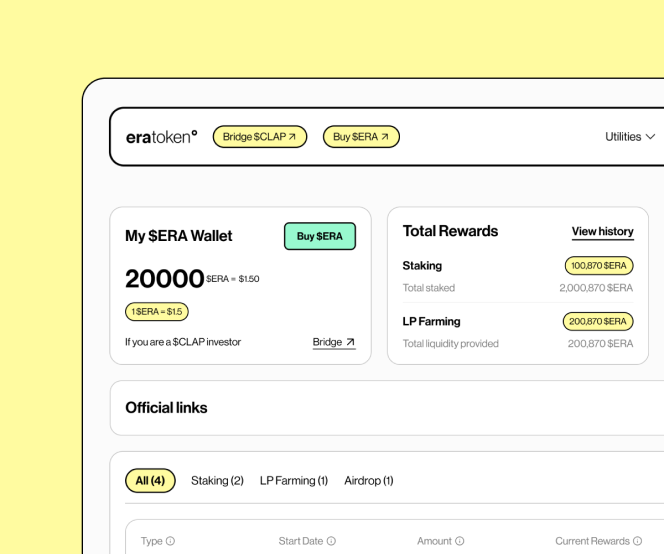 eratoken° Bridge $CLAP ↗ Buy $ERA ↗ Utilities
My $ERA Wallet Buy $ERA
20000 $ERA = $1.50
1 $ERA = $1.5
If you are a $CLAP investor Bridge ↗
Total Rewards View history
Staking 100,870 $ERA
Total staked 2,000,870 $ERA
LP Farming 200,870 $ERA
Total liquidity provided 200,870 $ERA
Official links
All (4) Staking (2) LP Farming (1) Airdrop (1)
Type Start Date Amount Current Rewards